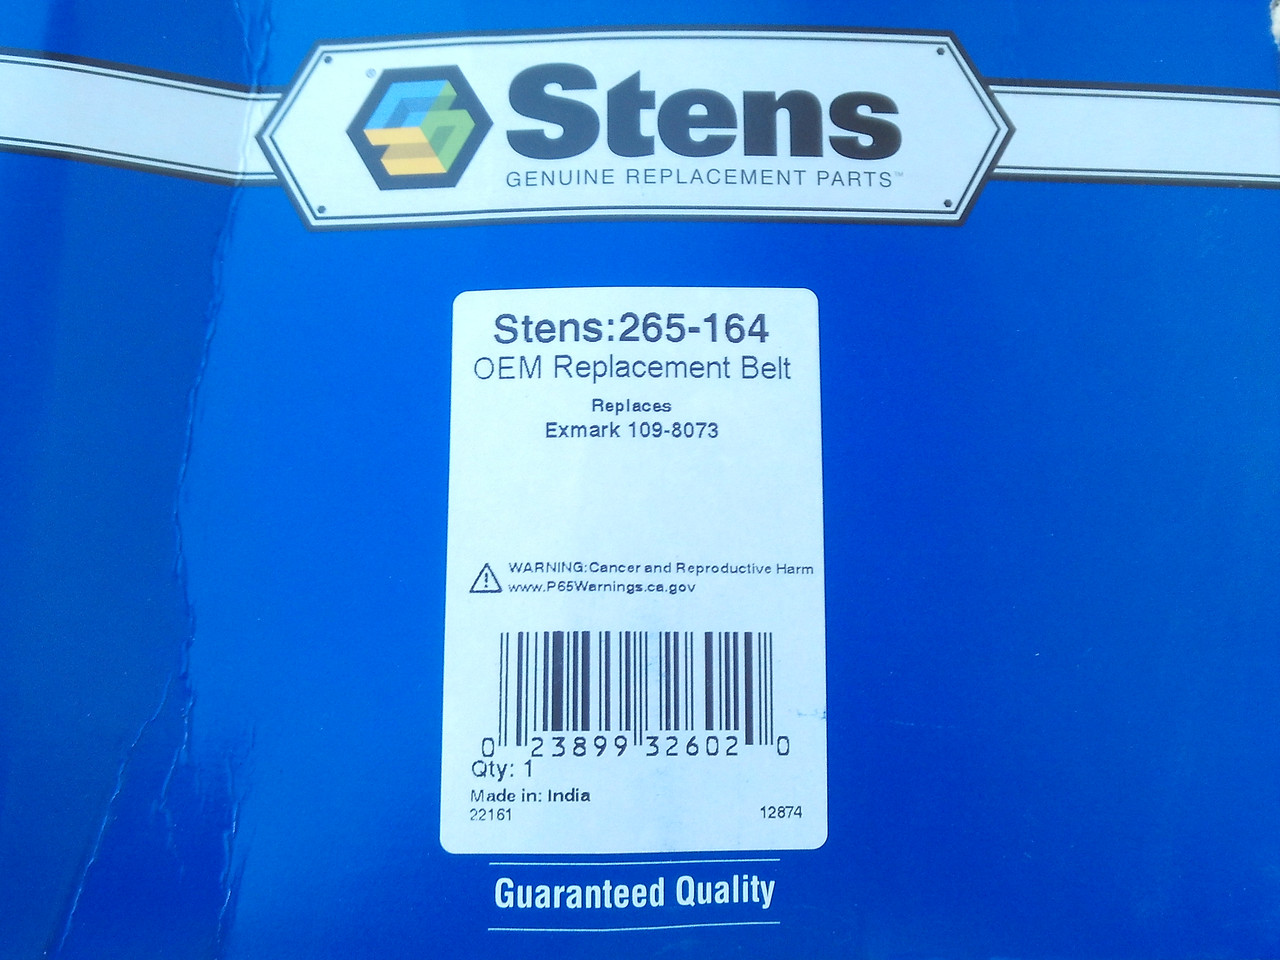 ®
Stens
GENUINE REPLACEMENT PARTS™
Stens:265-164
OEM Replacement Belt
Replaces
Exmark 109-8073
WARNING:Cancer and Reproductive Harm
www.P65Warnings.ca.gov
0 23899 32602 0
Qty: 1
Made in: India
22161 12874
Guaranteed Quality